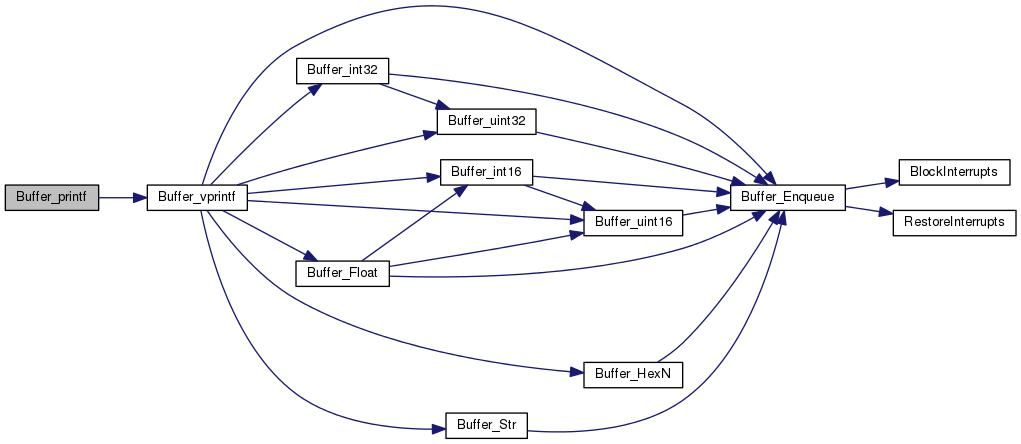 Buffer_printf
Buffer_vprintf
Buffer_int32
Buffer_uint32
Buffer_int16
Buffer_uint16
Buffer_Float
Buffer_HexN
Buffer_Str
Buffer_Enqueue
BlockInterrupts
RestoreInterrupts